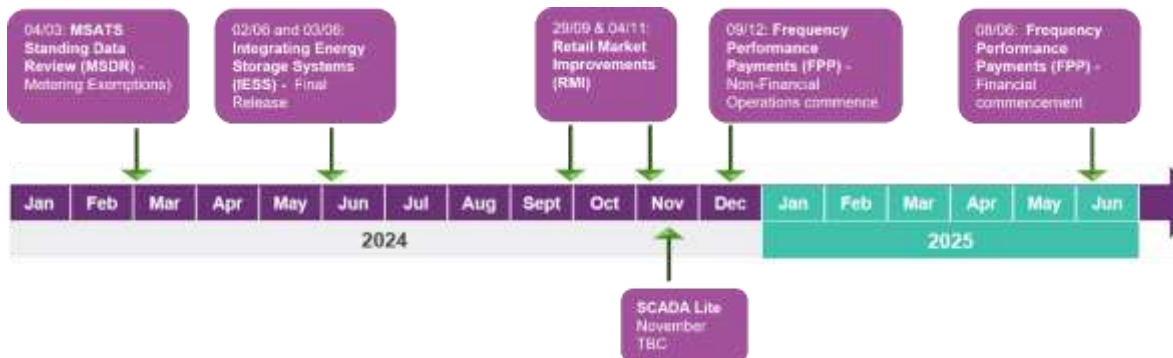 04/03: MSATS
Standing Data
Review (MSDR) -
Metering Exemptions)
02/06 and 03/06:
Integrating Energy
Storage Systems
(IESS) - Final
Release
29/09 & 04/11:
Retail Market
Improvements
(RMI)
09/12: Frequency
Performance
Payments (FPP) -
Non-Financial
Operations commence
08/06: Frequency
Performance
Payments (FPP) -
Financial
commencement
Jan Feb Mar Apr May Jun Jul Aug Sept Oct Nov Dec Jan Feb Mar Apr May Jun
2024 2025
SCADA Lite
November
TBC